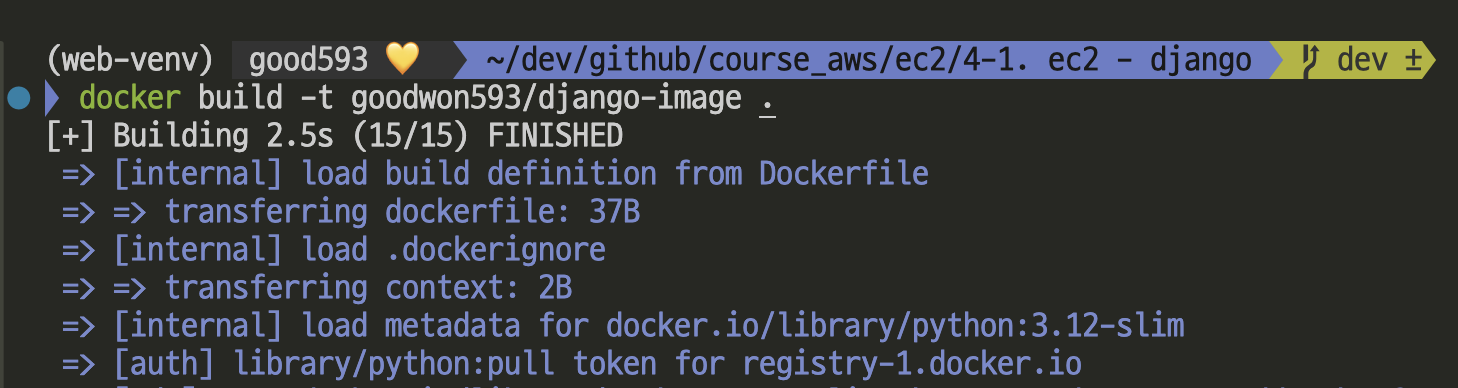 (web-venv) good593 💛 ~/dev/github/course_aws/ec2/4-1. ec2 - django dev ±
docker build -t goodwon593/django-image .
[+] Building 2.5s (15/15) FINISHED
=> [internal] load build definition from Dockerfile
=> => transferring dockerfile: 37B
=> [internal] load .dockerignore
=> => transferring context: 2B
=> [internal] load metadata for docker.io/library/python:3.12-slim
=> [auth] library/python:pull token for registry-1.docker.io